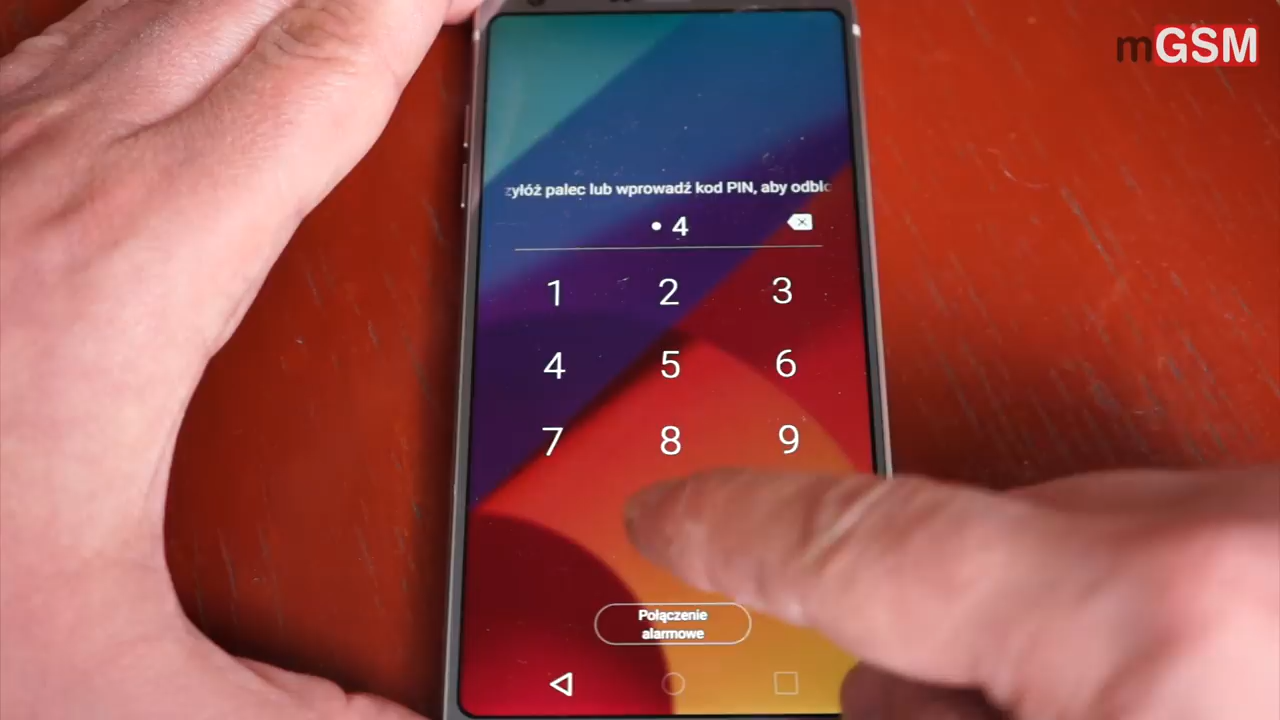 mGSM
zyłóż palec lub wprowadź kod PIN, aby odblo
• 4
1 2 3
4 5 6
7 8 9
Połączenie
alarmowe